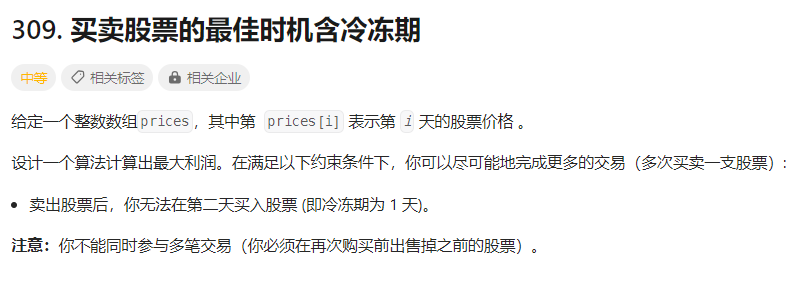 309. 买卖股票的最佳时机含冷冻期
中等 相关标签 相关企业
给定一个整数数组prices，其中第 prices[i] 表示第 i 天的股票价格 。
设计一个算法计算出最大利润。在满足以下约束条件下，你可以尽可能地完成更多的交易（多次买卖一支股票）:
• 卖出股票后，你无法在第二天买入股票 (即冷冻期为 1 天)。
注意：你不能同时参与多笔交易（你必须在再次购买前出售掉之前的股票）。